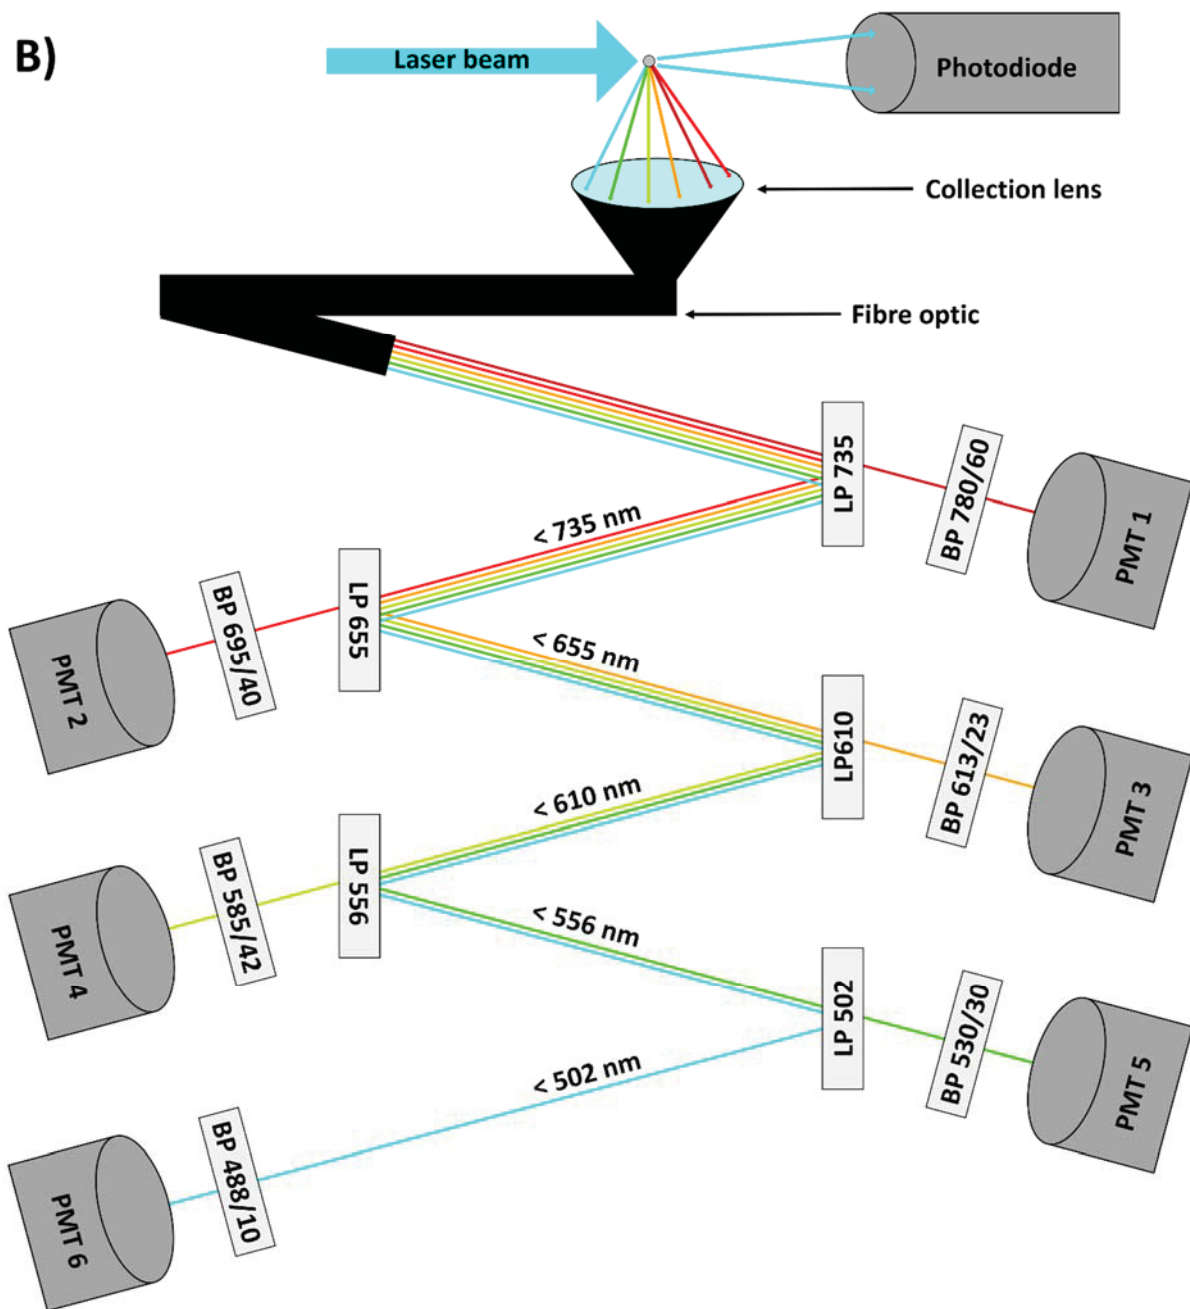 B)
Laser beam
Photodiode
Collection lens
Fibre optic
LP 735
BP 780/60
PMT 1
< 735 nm
LP 655
BP 695/40
PMT 2
< 655 nm
LP610
BP 613/23
PMT 3
< 610 nm
LP 556
BP 585/42
PMT 4
< 556 nm
LP 502
BP 530/30
PMT 5
< 502 nm
BP 488/10
PMT 6